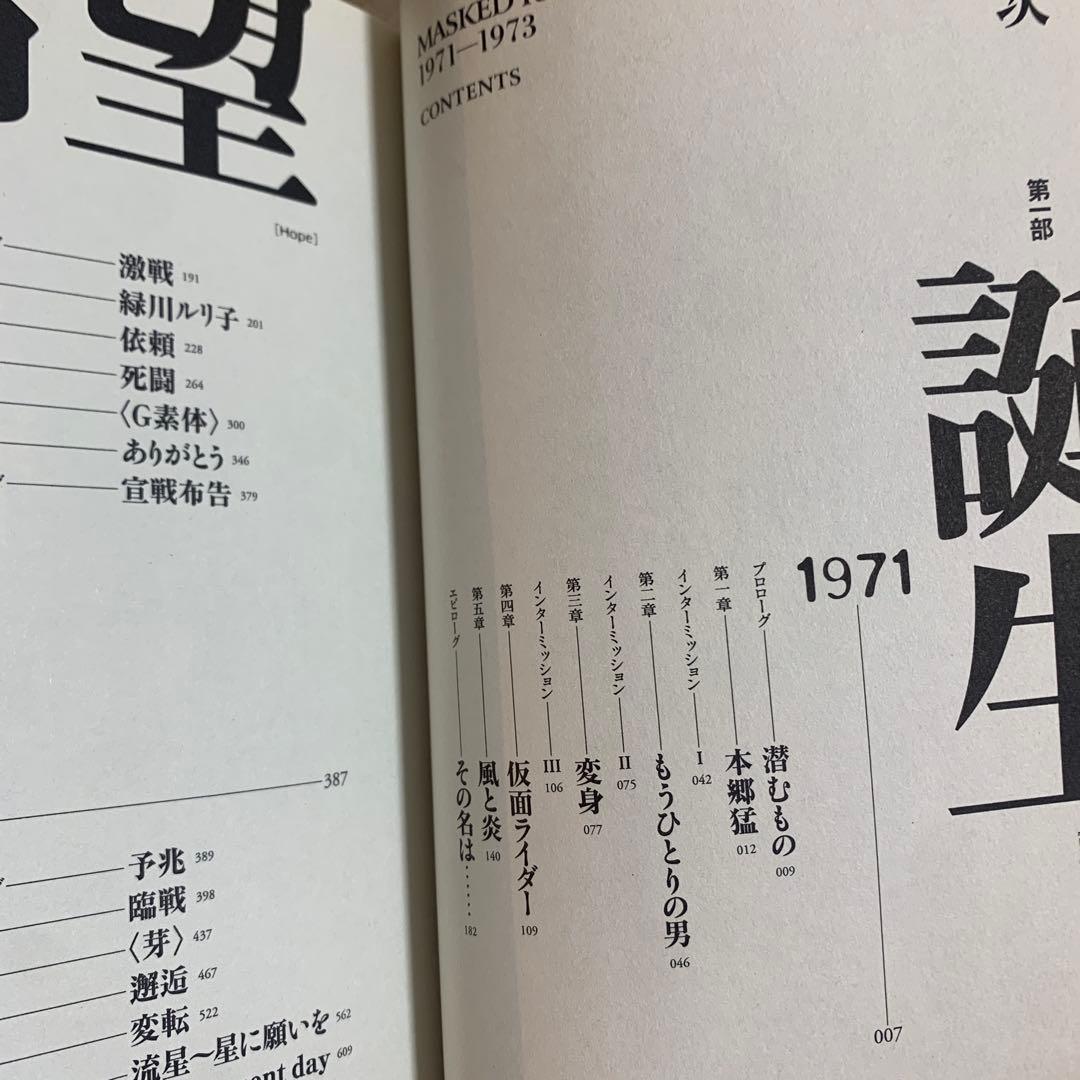 望
[Hope]
激戦 191
緑川ルリ子 201
依頼 228
死闘 264
〈G素体〉 300
ありがとう 346
宣戦布告 379
387
予兆 389
臨戦 398
〈芽〉 437
邂逅 467
変転 522
流星〜星に願いを 562
day 609
次
MASKED
1971—1973
CONTENTS
第一部
誕生
1971
007
プロローグ 潜むもの 009
第一章 本郷猛 012
インターミッション I 042
第二章 もうひとりの男 046
インターミッション II 075
第三章 変身 077
インターミッション III 106
第四章 仮面ライダー 109
第五章 風と炎 140
エピローグ その名は…… 182